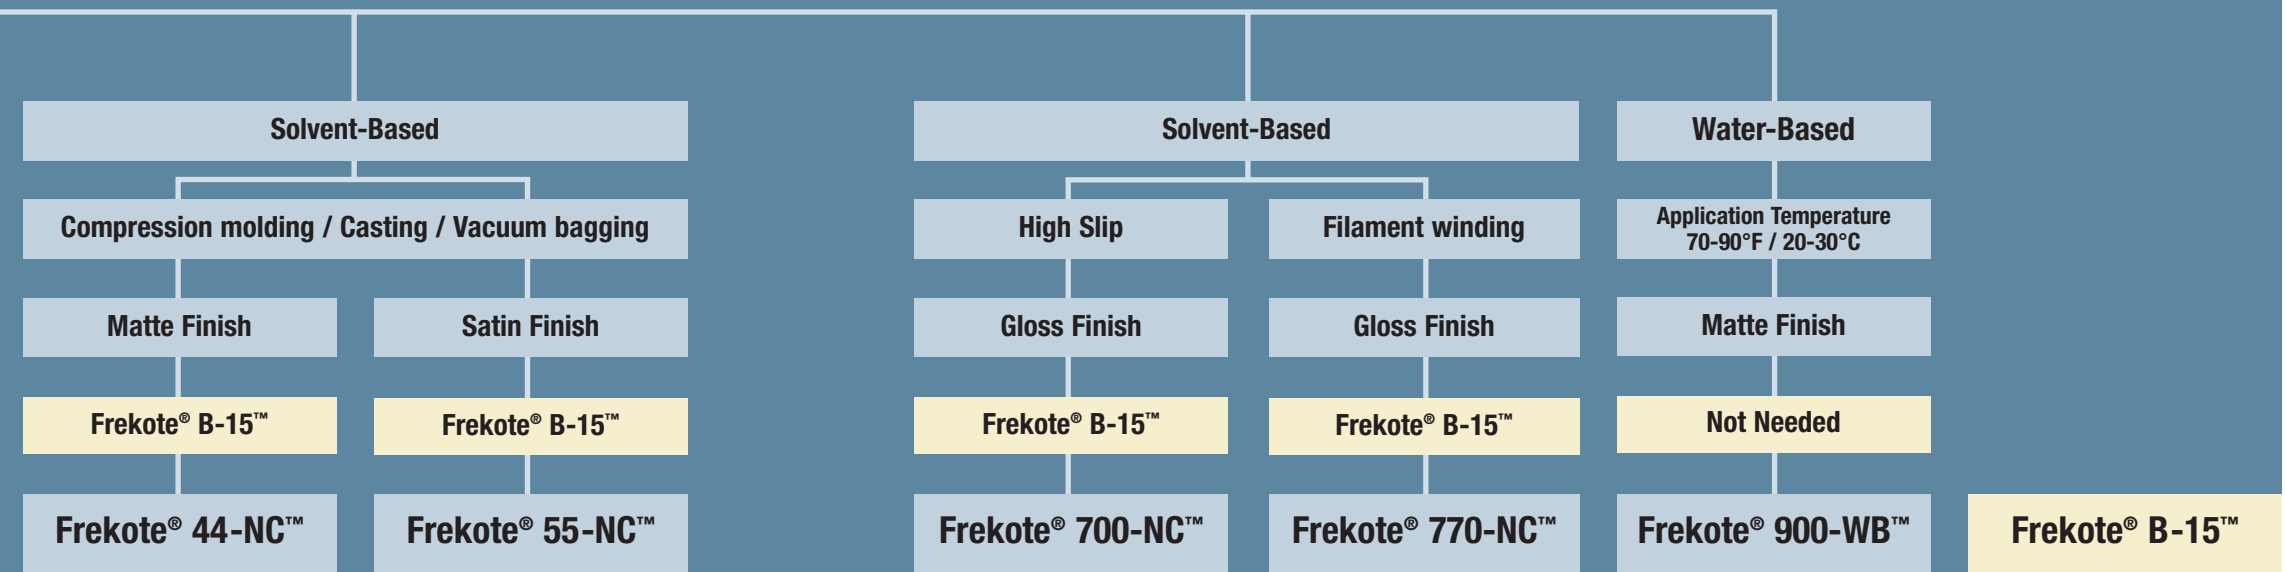 Solvent-Based
Solvent-Based
Water-Based
Compression molding / Casting / Vacuum bagging
High Slip
Filament winding
Application Temperature
70-90°F / 20-30°C
Matte Finish
Satin Finish
Gloss Finish
Gloss Finish
Matte Finish
Frekote® B-15™
Frekote® B-15™
Frekote® B-15™
Frekote® B-15™
Not Needed
Frekote® 44-NC™
Frekote® 55-NC™
Frekote® 700-NC™
Frekote® 770-NC™
Frekote® 900-WB™
Frekote® B-15™